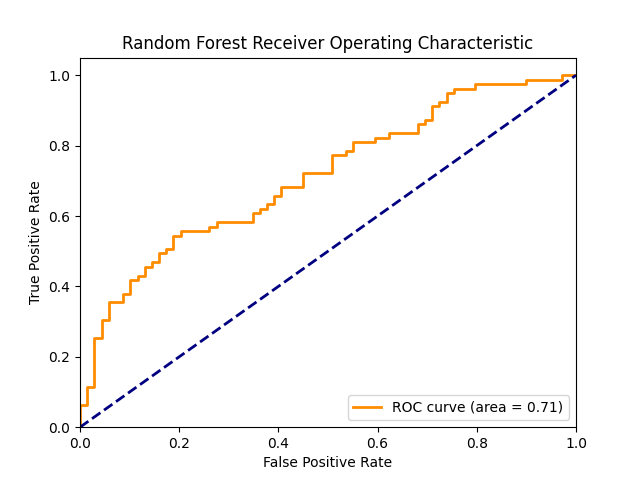 Random Forest Receiver Operating Characteristic
True Positive Rate
1.0
0.8
0.6
0.4
0.2
0.0
ROC curve (area = 0.71)
0.0 0.2 0.4 0.6 0.8 1.0
False Positive Rate